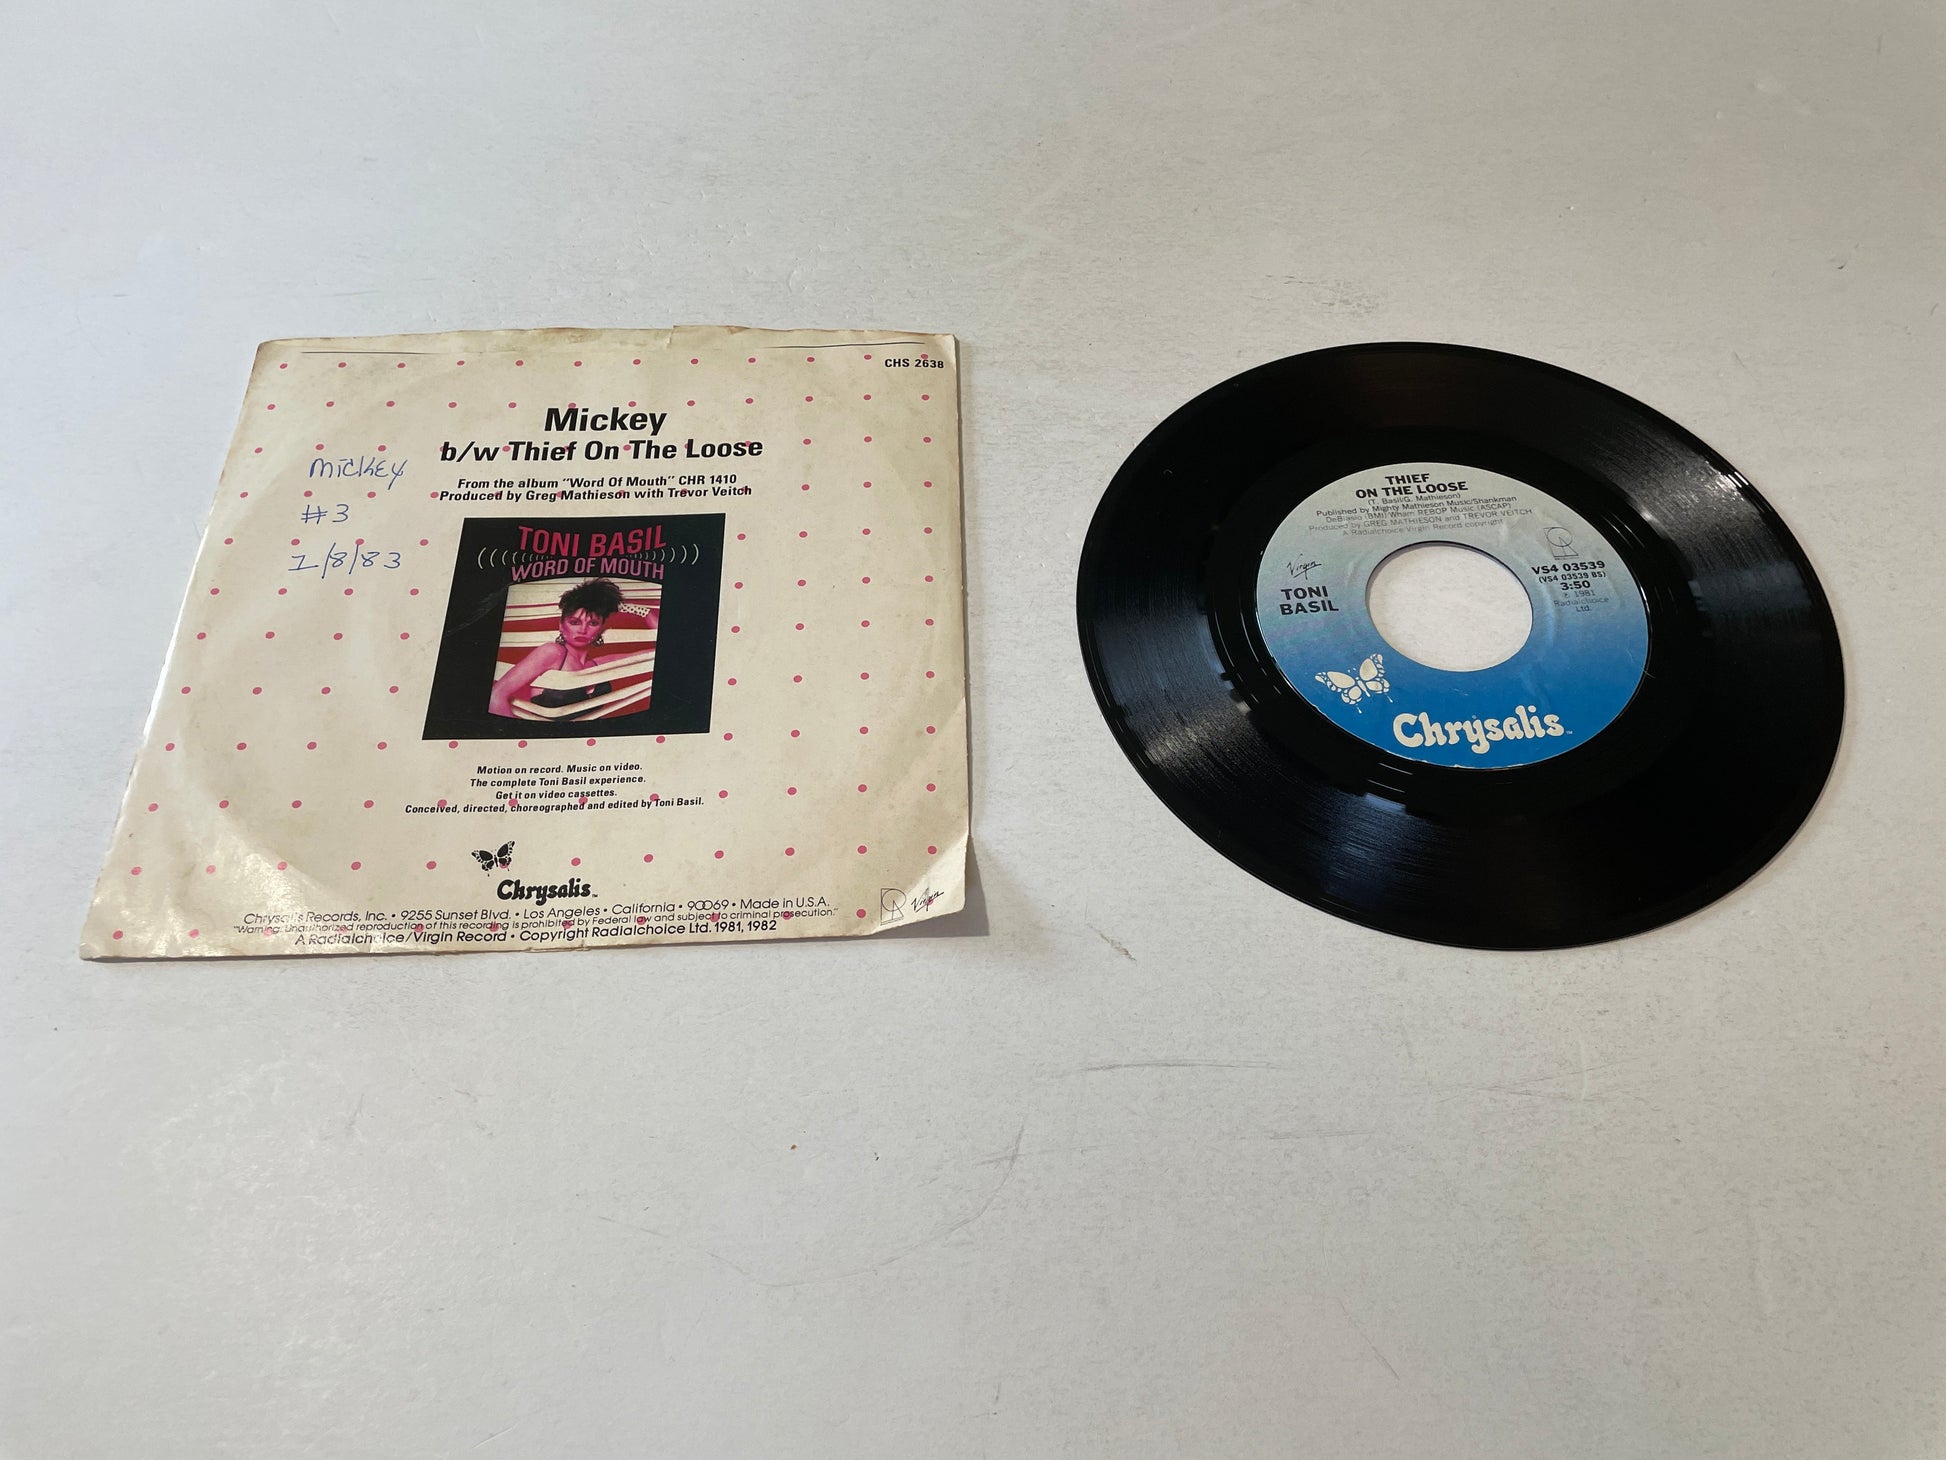 CHS 2638
Mickey
b/w Thief On The Loose
From the album "Word Of Mouth" CHR 1410
Produced by Greg Mathieson with Trevor Veitch
MICKEY
#3
1/8/83
TONI BASIL
WORD OF MOUTH
Motion on record. Music on video.
The complete Toni Basil experience.
Get it on video cassettes.
Conceived, directed, choreographed and edited by Toni Basil.
Chrysalis™
Chrysalis Records, Inc. • 9255 Sunset Blvd. • Los Angeles • California • 90069 • Made in U.S.A.
"Warning: Unauthorized reproduction of this recording is prohibited by Federal law and subject to criminal prosecution."
A Radialchoice/Virgin Record • Copyright Radialchoice Ltd. 1981, 1982
Virgin
THIEF
ON THE LOOSE
(T. Basil/G. Mathieson)
Published by Mighty Mathieson Music/Shankman
DeBlasio (BMI)/Wham REBOP Music (ASCAP)
Produced by GREG MATHIESON and TREVOR VEITCH
A Radialchoice Virgin Record copyright
Virgin
TONI
BASIL
VS4 03539
(VS4 03539 BS)
3:50
℗ 1981
Radialchoice
Ltd.
Chrysalis™